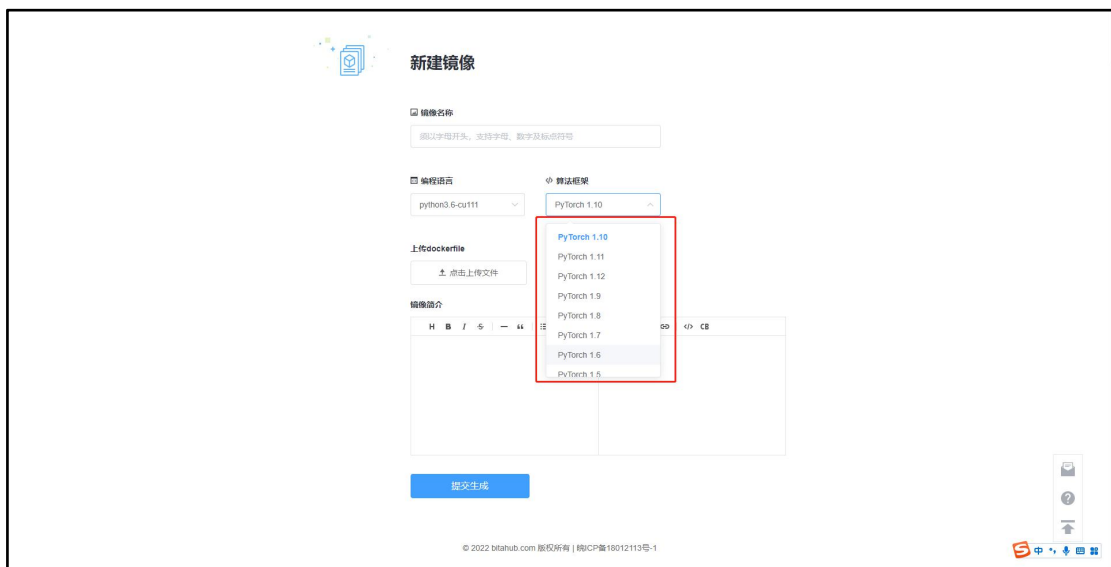 新建镜像
镜像名称
须以字母开头，支持字母、数字及标点符号
编程语言
算法框架
python3.6-cu111
PyTorch 1.10
PyTorch 1.10
PyTorch 1.11
PyTorch 1.12
PyTorch 1.9
PyTorch 1.8
PyTorch 1.7
PyTorch 1.6
PyTorch 1.5
上传dockerfile
点击上传文件
镜像简介
H B I S — “ </> CB
提交生成
© 2022 bitahub.com 版权所有 | 皖ICP备18012113号-1
中